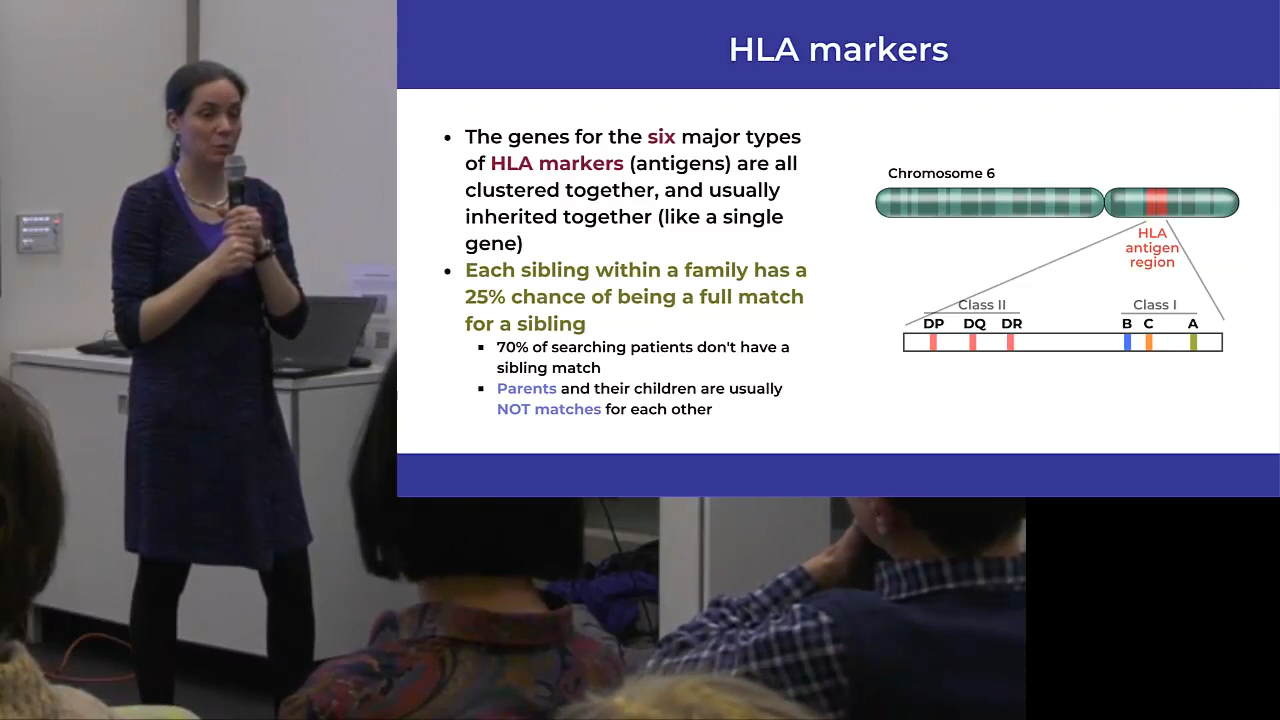 HLA markers
• The genes for the six major types
of HLA markers (antigens) are all
clustered together, and usually
inherited together (like a single
gene)
• Each sibling within a family has a
25% chance of being a full match
for a sibling
▪ 70% of searching patients don't have a
sibling match
▪ Parents and their children are usually
NOT matches for each other
Chromosome 6
HLA
antigen
region
Class II
Class I
DP DQ DR B C A